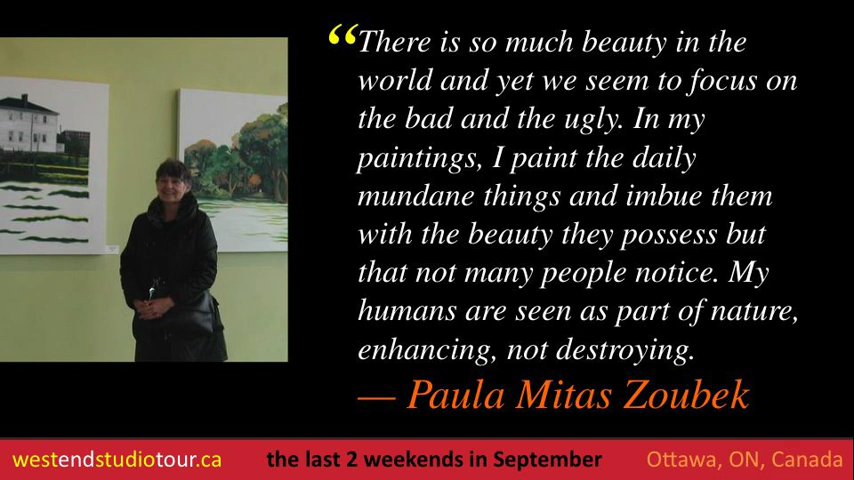 “There is so much beauty in the
world and yet we seem to focus on
the bad and the ugly. In my
paintings, I paint the daily
mundane things and imbue them
with the beauty they possess but
that not many people notice. My
humans are seen as part of nature,
enhancing, not destroying.
— Paula Mitas Zoubek
westendstudiotour.ca the last 2 weekends in September Ottawa, ON, Canada